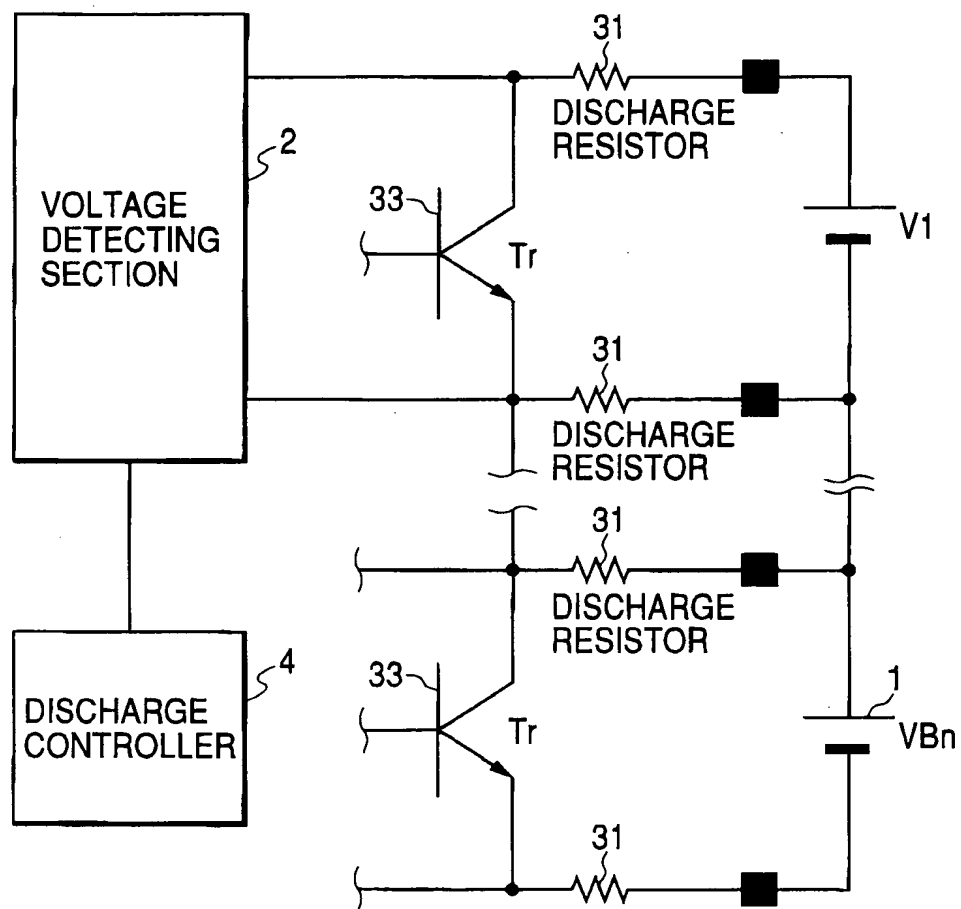 31
DISCHARGE
RESISTOR
2
VOLTAGE
DETECTING
SECTION
33
Tr
V1
31
DISCHARGE
RESISTOR
31
DISCHARGE
RESISTOR
4
DISCHARGE
CONTROLLER
33
Tr
1
VBn
31